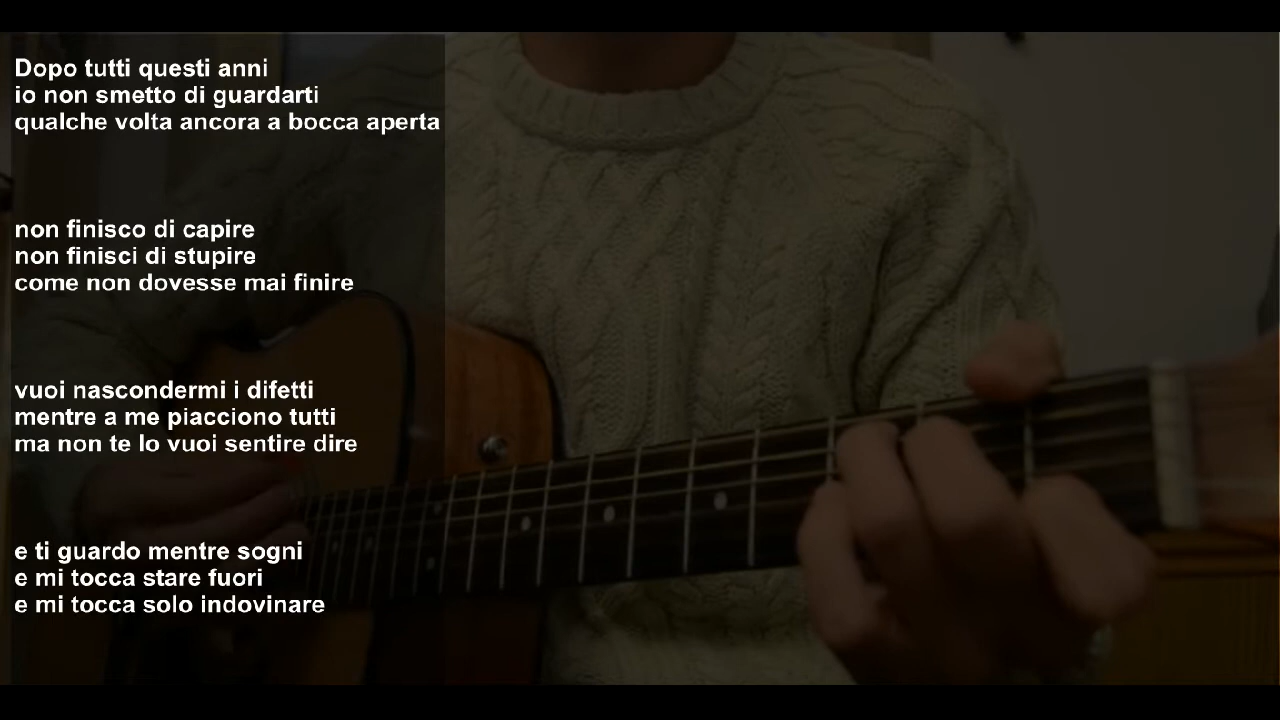 Dopo tutti questi anni
io non smetto di guardarti
qualche volta ancora a bocca aperta
non finisco di capire
non finisci di stupire
come non dovesse mai finire
vuoi nascondermi i difetti
mentre a me piacciono tutti
ma non te lo vuoi sentire dire
e ti guardo mentre sogni
e mi tocca stare fuori
e mi tocca solo indovinare